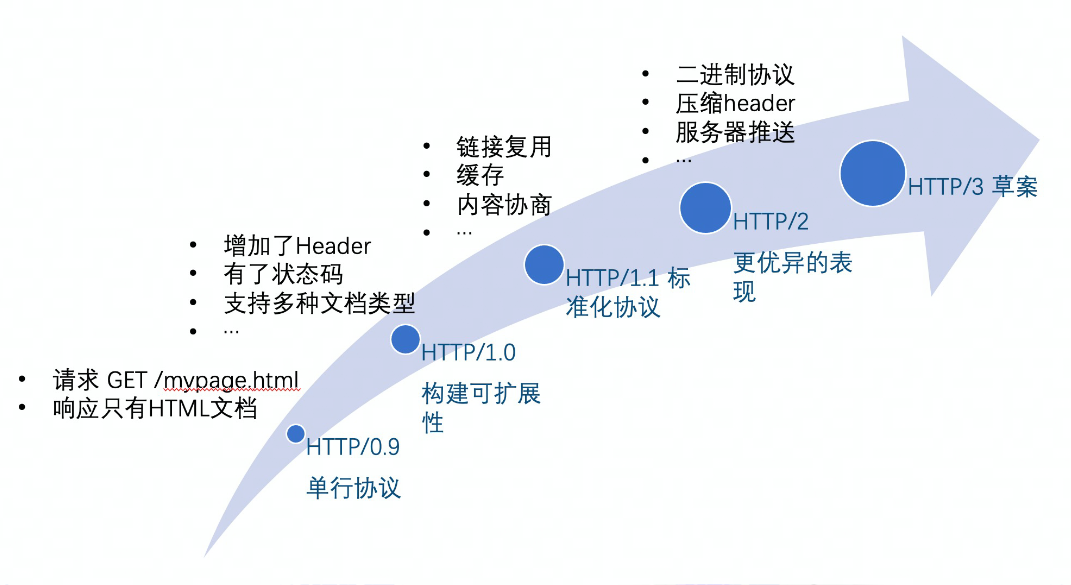 • 二进制协议
• 压缩header
• 服务器推送
• ...
HTTP/3 草案
• 链接复用
• 缓存
• 内容协商
• ...
HTTP/2
更优异的表
现
• 增加了Header
• 有了状态码
• 支持多种文档类型
• ...
HTTP/1.1 标
准化协议
• 请求 GET /mypage.html
• 响应只有HTML文档
HTTP/1.0
构建可扩展
性
HTTP/0.9
单行协议